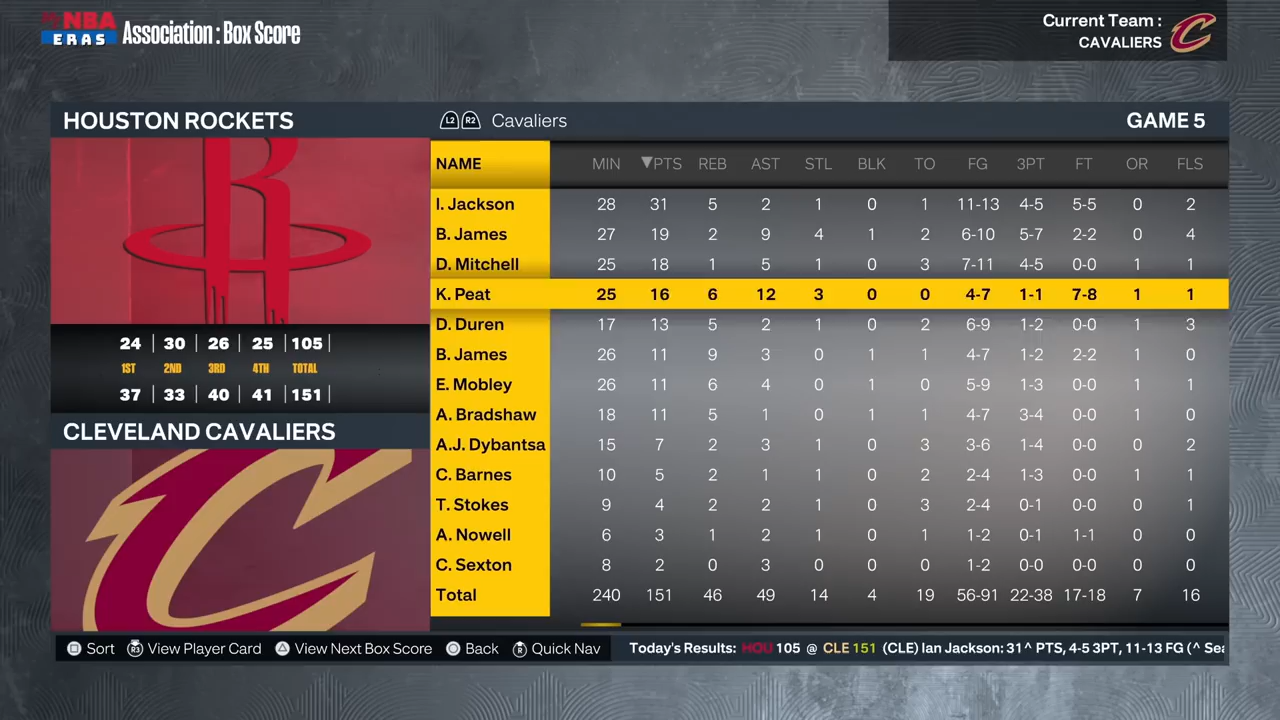 NBA
ERAS
Association : Box Score
Current Team :
CAVALIERS
HOUSTON ROCKETS
24 | 30 | 26 | 25 | 105 |
1ST 2ND 3RD 4TH TOTAL
37 | 33 | 40 | 41 | 151 |
CLEVELAND CAVALIERS
L2 R2 Cavaliers GAME 5
NAME MIN ▼PTS REB AST STL BLK TO FG 3PT FT OR FLS
I. Jackson 28 31 5 2 1 0 1 11-13 4-5 5-5 0 2
B. James 27 19 2 9 4 1 2 6-10 5-7 2-2 0 4
D. Mitchell 25 18 1 5 1 0 3 7-11 4-5 0-0 1 1
K. Peat 25 16 6 12 3 0 0 4-7 1-1 7-8 1 1
D. Duren 17 13 5 2 1 0 2 6-9 1-2 0-0 1 3
B. James 26 11 9 3 0 1 1 4-7 1-2 2-2 1 0
E. Mobley 26 11 6 4 0 1 0 5-9 1-3 0-0 1 1
A. Bradshaw 18 11 5 1 0 1 1 4-7 3-4 0-0 1 0
A.J. Dybantsa 15 7 2 3 1 0 3 3-6 1-4 0-0 0 2
C. Barnes 10 5 2 1 1 0 2 2-4 1-3 0-0 1 1
T. Stokes 9 4 2 2 1 0 3 2-4 0-1 0-0 0 1
A. Nowell 6 3 1 2 1 0 1 1-2 0-1 1-1 0 0
C. Sexton 8 2 0 3 0 0 0 1-2 0-0 0-0 0 0
Total 240 151 46 49 14 4 19 56-91 22-38 17-18 7 16
Sort R3 View Player Card View Next Box Score Back R Quick Nav
Today's Results: HOU 105 @ CLE 151 (CLE) Ian Jackson: 31^ PTS, 4-5 3PT, 11-13 FG (^ Sea